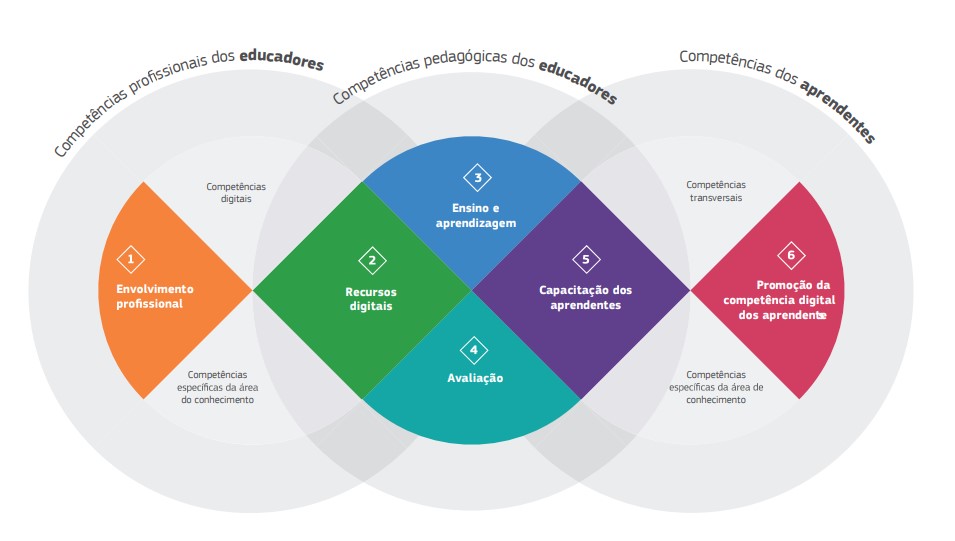 Competências profissionais dos educadores
Competências pedagógicas dos educadores
Competências dos aprendentes
Competências
digitais
1
Envolvimento
profissional
Competências
específicas da área
do conhecimento
2
Recursos
digitais
3
Ensino e
aprendizagem
4
Avaliação
5
Capacitação dos
aprendentes
Competências
transversais
6
Promoção da
competência digital
dos aprendente
Competências
específicas da área de
conhecimento